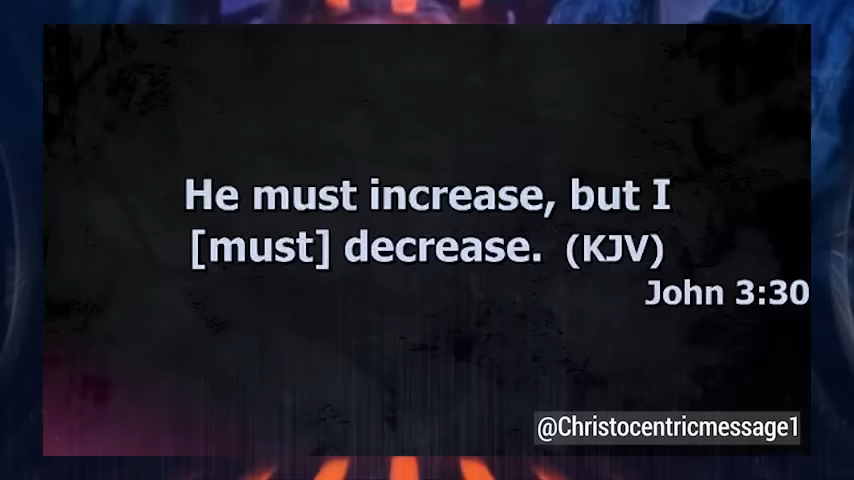 He must increase, but I
[must] decrease. (KJV)
John 3:30
@Christocentricmessage1